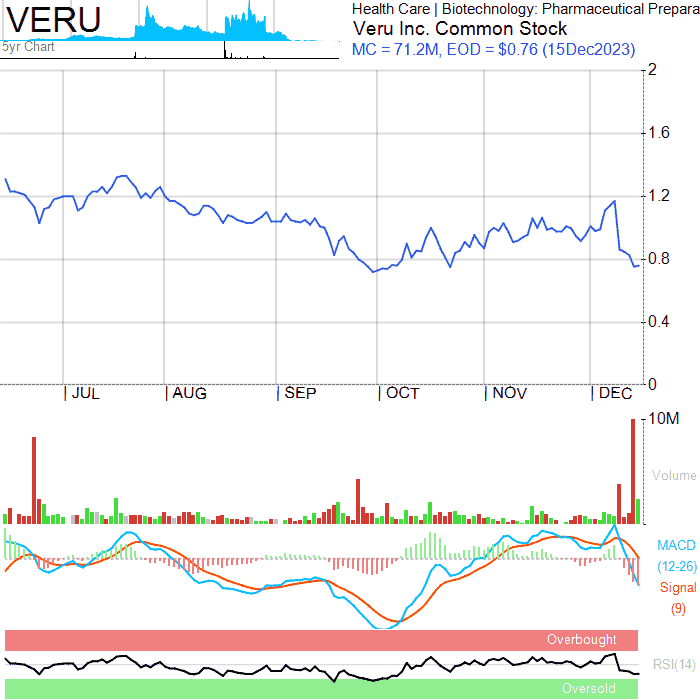 VERU
Health Care | Biotechnology: Pharmaceutical Prepara
Veru Inc. Common Stock
MC = 71.2M, EOD = $0.76 (15Dec2023)
5yr Chart
2
1.6
1.2
0.8
0.4
0
| JUL | AUG | SEP | OCT | NOV | DEC
10M
Volume
MACD
(12-26)
Signal
(9)
Overbought
RSI(14)
Oversold